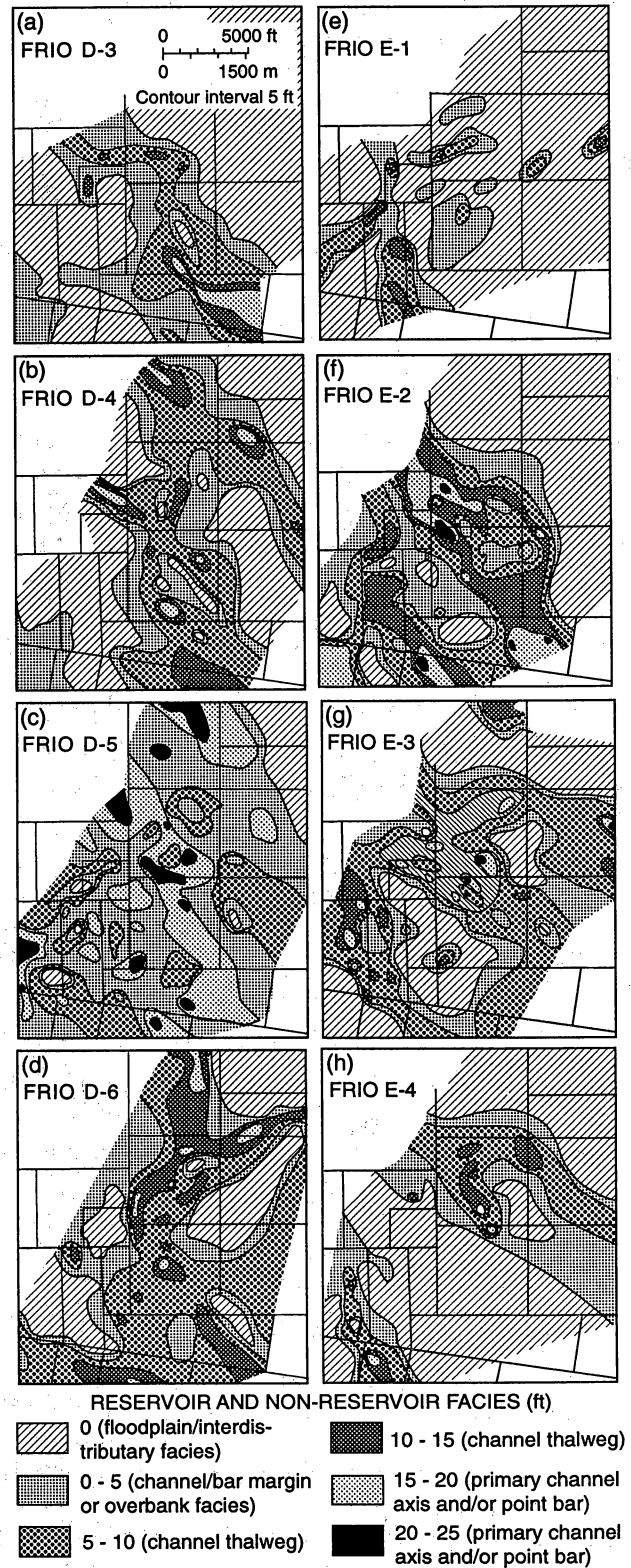 (a)
FRIO D-3
0 5000 ft
0 1500 m
Contour interval 5 ft
(e)
FRIO E-1
(b)
FRIO D-4
(f)
FRIO E-2
(c)
FRIO D-5
(g)
FRIO E-3
(d)
FRIO D-6
(h)
FRIO E-4
RESERVOIR AND NON-RESERVOIR FACIES (ft)
0 (floodplain/interdis-
tributary facies)
0 - 5 (channel/bar margin
or overbank facies)
5 - 10 (channel thalweg)
10 - 15 (channel thalweg)
15 - 20 (primary channel
axis and/or point bar)
20 - 25 (primary channel
axis and/or point bar)